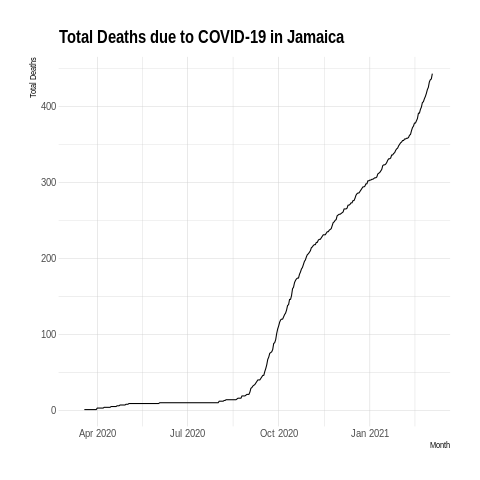 Total Deaths due to COVID-19 in Jamaica
Total Deaths
400
300
200
100
0
Apr 2020 Jul 2020 Oct 2020 Jan 2021
Month